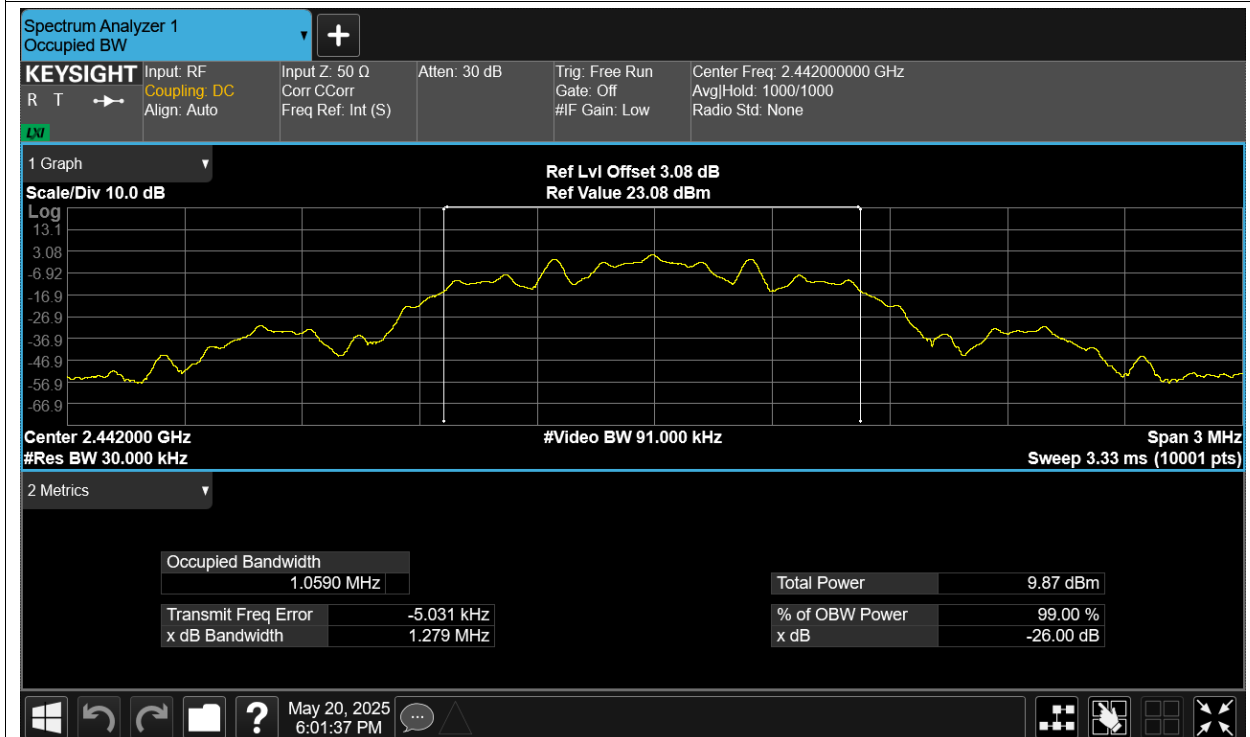 Spectrum Analyzer 1
Occupied BW
+
KEYSIGHT
R T
LXI
Input: RF
Coupling: DC
Align: Auto
Input Z: 50 Ω
Corr CCorr
Freq Ref: Int (S)
Atten: 30 dB
Trig: Free Run
Gate: Off
#IF Gain: Low
Center Freq: 2.442000000 GHz
Avg|Hold: 1000/1000
Radio Std: None
1 Graph
Scale/Div 10.0 dB
Ref Lvl Offset 3.08 dB
Ref Value 23.08 dBm
Log
13.1
3.08
-6.92
-16.9
-26.9
-36.9
-46.9
-56.9
-66.9
Center 2.442000 GHz
#Res BW 30.000 kHz
#Video BW 91.000 kHz
Span 3 MHz
Sweep 3.33 ms (10001 pts)
2 Metrics
Occupied Bandwidth
1.0590 MHz
Transmit Freq Error -5.031 kHz
x dB Bandwidth 1.279 MHz
Total Power 9.87 dBm
% of OBW Power 99.00 %
x dB -26.00 dB
?
May 20, 2025
6:01:37 PM